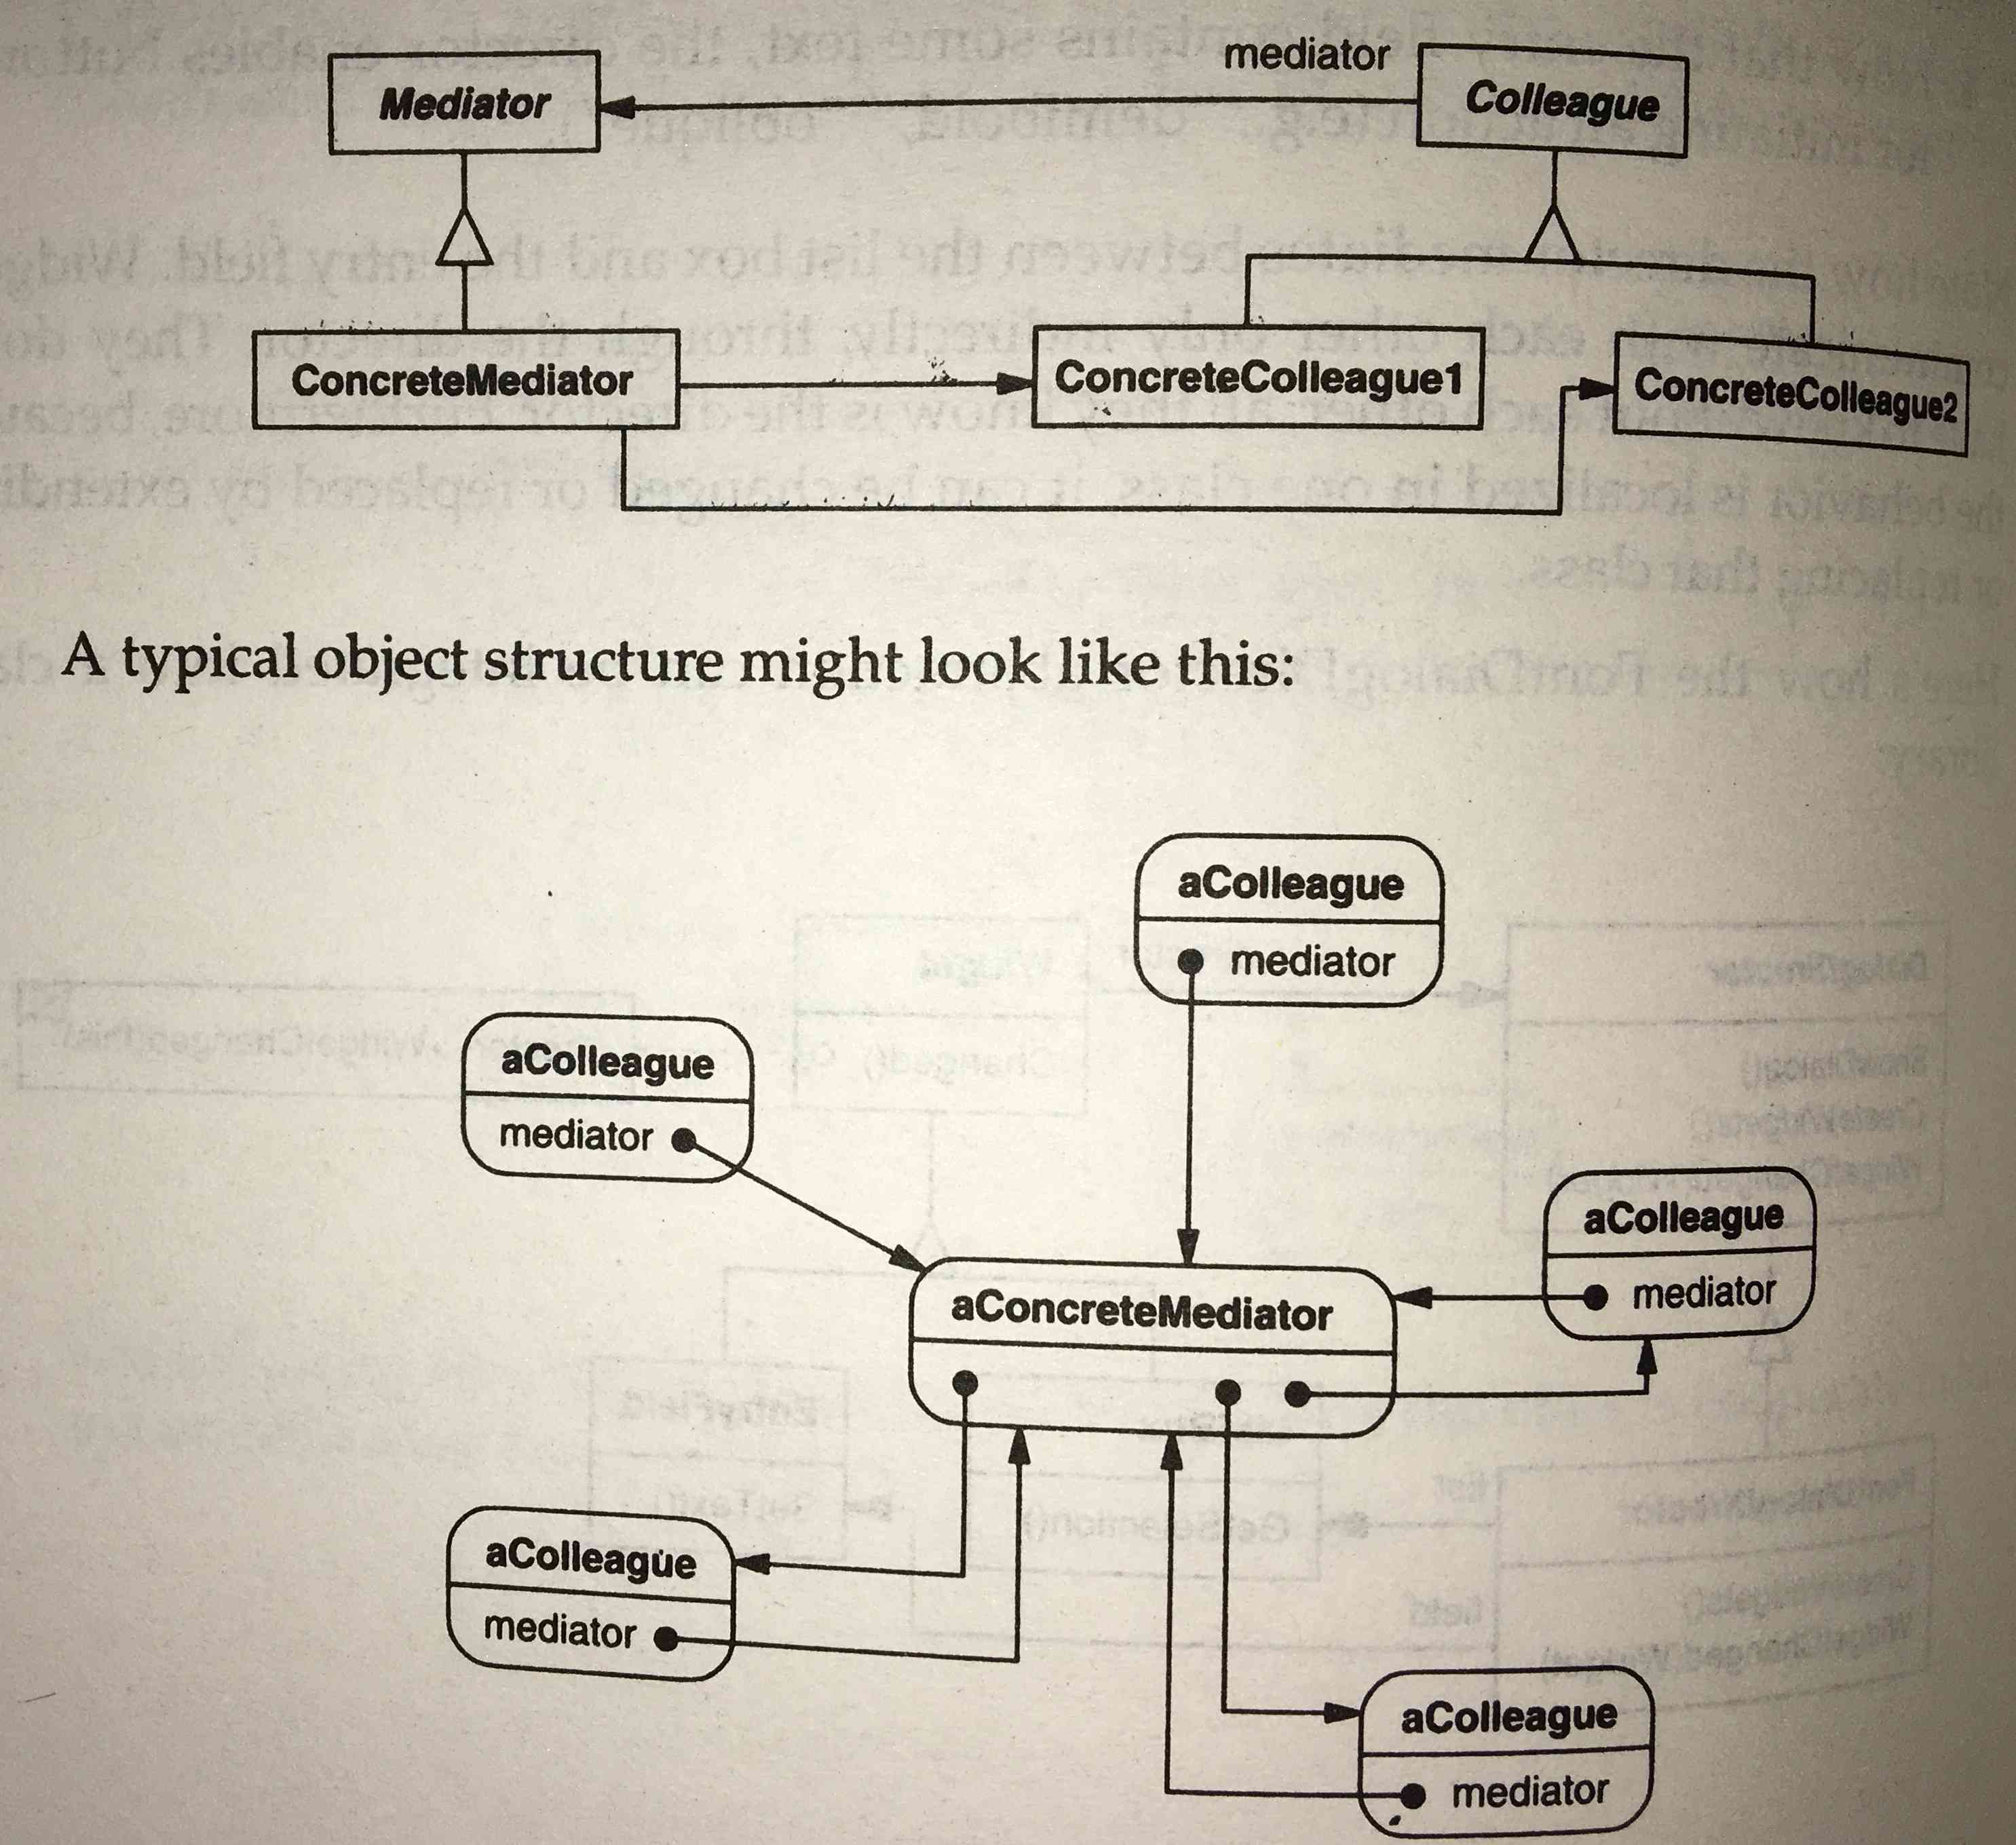 mediator
Mediator
Colleague
ConcreteMediator
ConcreteColleague1
ConcreteColleague2
A typical object structure might look like this:
aColleague
mediator
aColleague
mediator
aColleague
mediator
aConcreteMediator
aColleague
mediator
aColleague
mediator